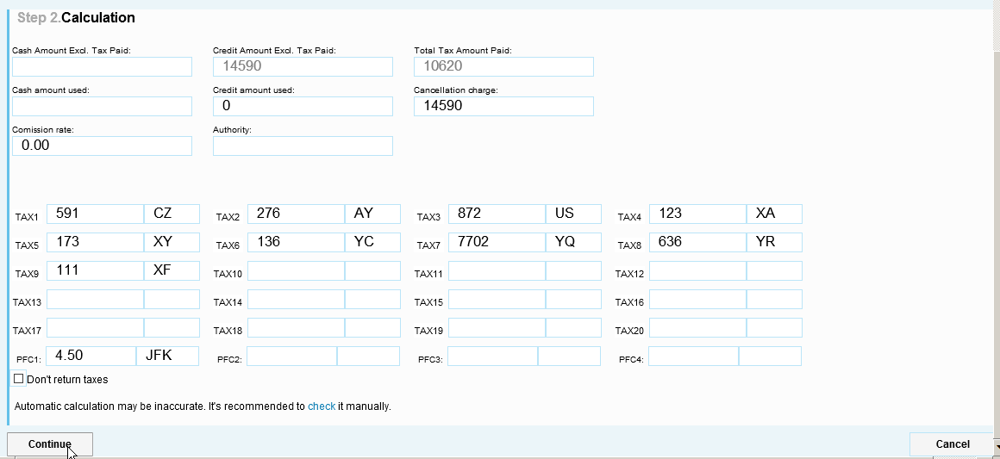 Step 2.Calculation
Cash Amount Excl. Tax Paid: Credit Amount Excl. Tax Paid: Total Tax Amount Paid:
14590 10620
Cash amount used: Credit amount used: Cancellation charge:
0 14590
Comission rate: Authority:
0.00
TAX1 591 CZ TAX2 276 AY TAX3 872 US TAX4 123 XA
TAX5 173 XY TAX6 136 YC TAX7 7702 YQ TAX8 636 YR
TAX9 111 XF TAX10 TAX11 TAX12
TAX13 TAX14 TAX15 TAX16
TAX17 TAX18 TAX19 TAX20
PFC1: 4.50 JFK PFC2: PFC3: PFC4:
Don't return taxes
Automatic calculation may be inaccurate. It's recommended to check it manually.
Continue Cancel